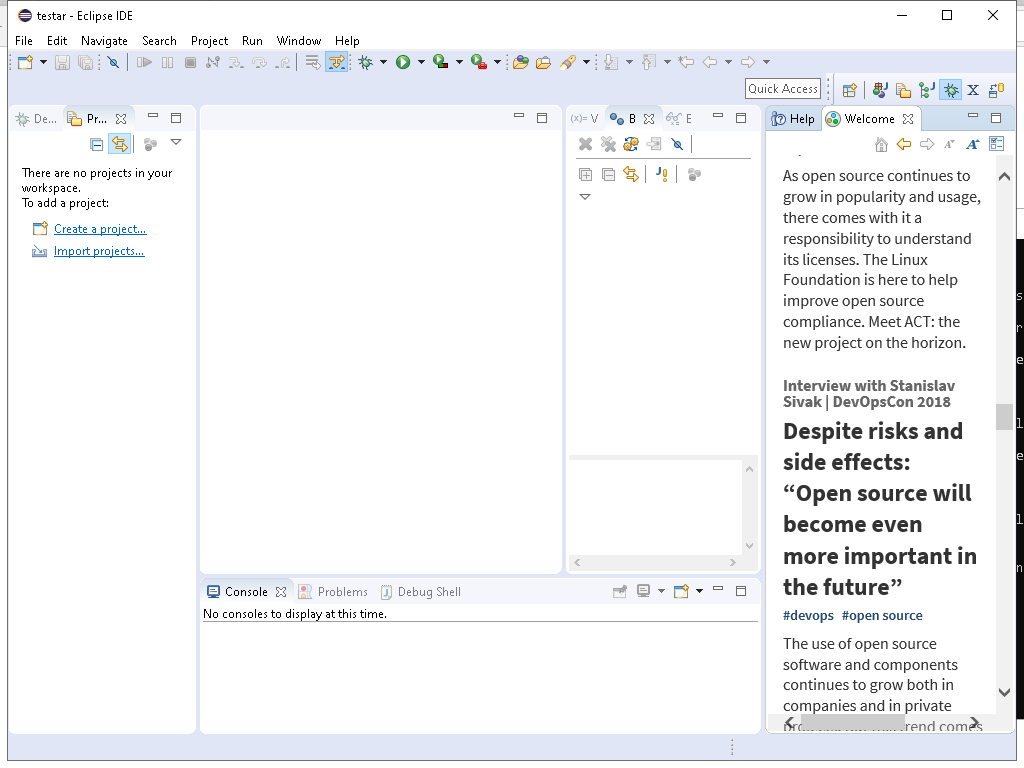 testar - Eclipse IDE
File Edit Navigate Search Project Run Window Help
Quick Access
De... Pr...
(x)= V B E
Help Welcome
There are no projects in your
workspace.
To add a project:
Create a project...
Import projects...
As open source continues to
grow in popularity and usage,
there comes with it a
responsibility to understand
its licenses. The Linux
Foundation is here to help
improve open source
compliance. Meet ACT: the
new project on the horizon.
Interview with Stanislav
Sivak | DevOpsCon 2018
Despite risks and
side effects:
“Open source will
become even
more important in
the future”
#devops #open source
The use of open source
software and components
continues to grow both in
companies and in private
Console Problems Debug Shell
No consoles to display at this time.